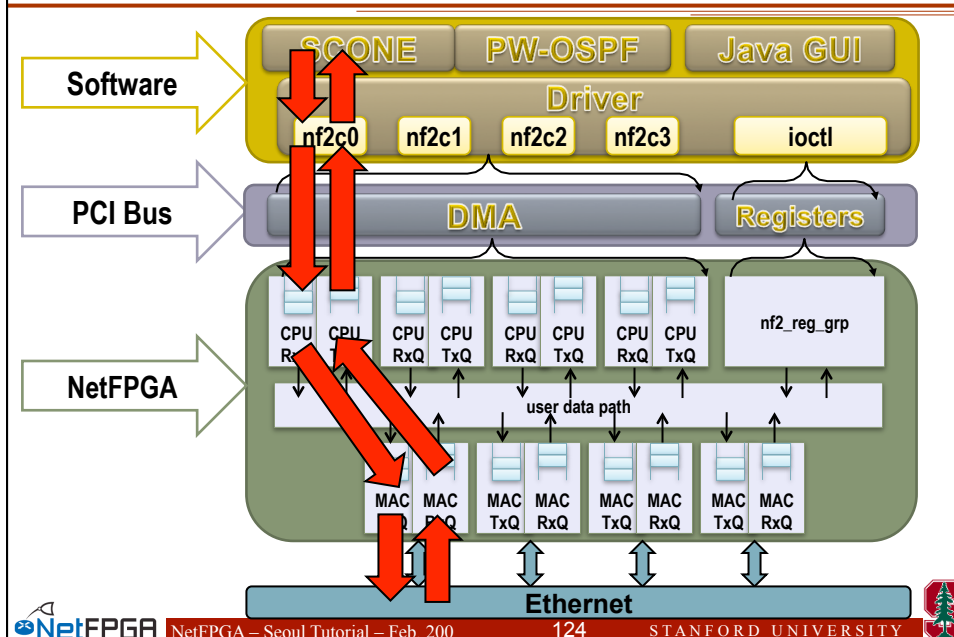 SCONE PW-OSPF Java GUI
Software
Driver
nf2c0 nf2c1 nf2c2 nf2c3 ioctl
PCI Bus
DMA Registers
CPU CPU CPU CPU CPU CPU CPU CPU
RxQ TxQ RxQ TxQ RxQ TxQ
nf2_reg_grp
NetFPGA
user data path
MAC MAC MAC MAC MAC MAC MAC MAC
TxQ RxQ TxQ RxQ TxQ RxQ
Ethernet
NetFPGA NetFPGA – Seoul Tutorial – Feb. 200 124 STANFORD UNIVERSITY